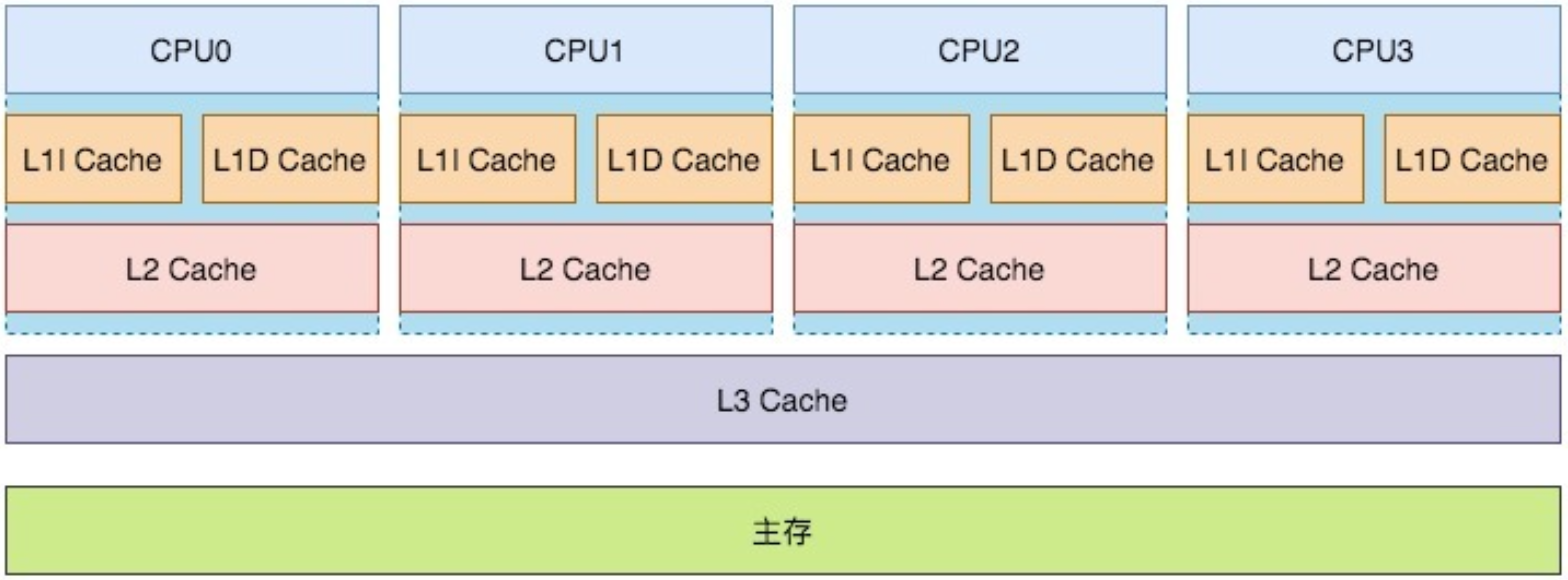 CPU0
CPU1
CPU2
CPU3
L1I Cache
L1D Cache
L1I Cache
L1D Cache
L1I Cache
L1D Cache
L1I Cache
L1D Cache
L2 Cache
L2 Cache
L2 Cache
L2 Cache
L3 Cache
主存